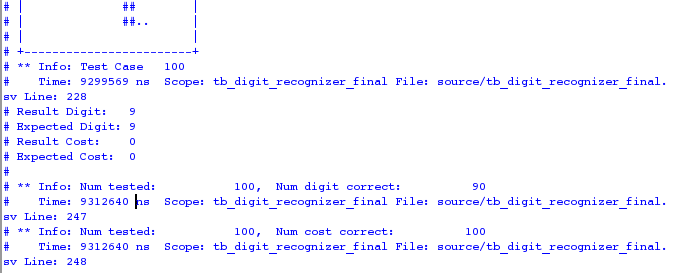 # |              ##        |
# |              ##..      |
# |                        |
# +------------------------+
# ** Info: Test Case   100
#    Time: 9299569 ns  Scope: tb_digit_recognizer_final File: source/tb_digit_recognizer_final.
sv Line: 228
# Result Digit:   9
# Expected Digit: 9
# Result Cost:    0
# Expected Cost:  0
#
# ** Info: Num tested:           100,  Num digit correct:          90
#    Time: 9312640 ns  Scope: tb_digit_recognizer_final File: source/tb_digit_recognizer_final.
sv Line: 247
# ** Info: Num tested:           100,  Num cost correct:          100
#    Time: 9312640 ns  Scope: tb_digit_recognizer_final File: source/tb_digit_recognizer_final.
sv Line: 248